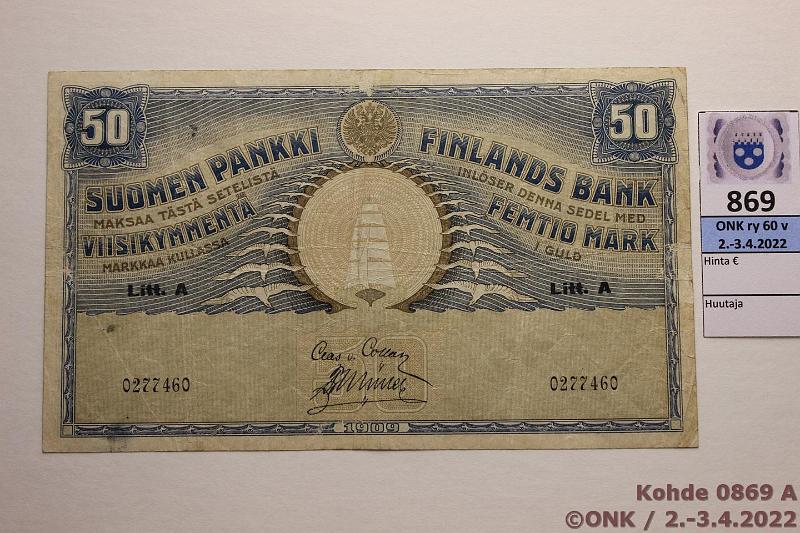 50
50
SUOMEN PANKKI
MAKSAA TÄSTÄ SETELISTÄ
VIISIKYMMENTÄ
MARKKAA KULLASSA
FINLANDS BANK
INLÖSER DENNA SEDEL MED
FEMTIO MARK
I GULD
Litt. A
Litt. A
0277460
0277460
50
1909
869
ONK ry 60 v
2.-3.4.2022
Hinta €
Huutaja
Kohde 0869 A
©ONK / 2.-3.4.2022